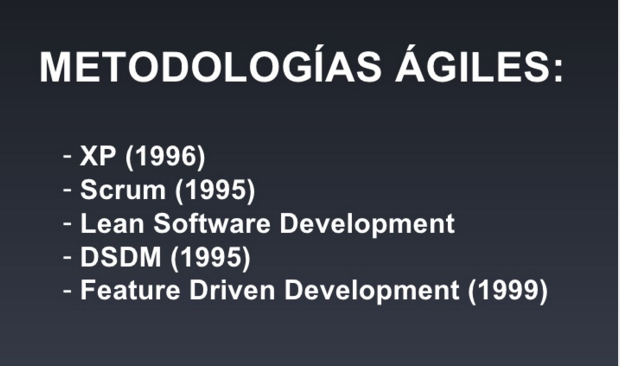 METODOLOGÍAS ÁGILES:
- XP (1996)
- Scrum (1995)
- Lean Software Development
- DSDM (1995)
- Feature Driven Development (1999)